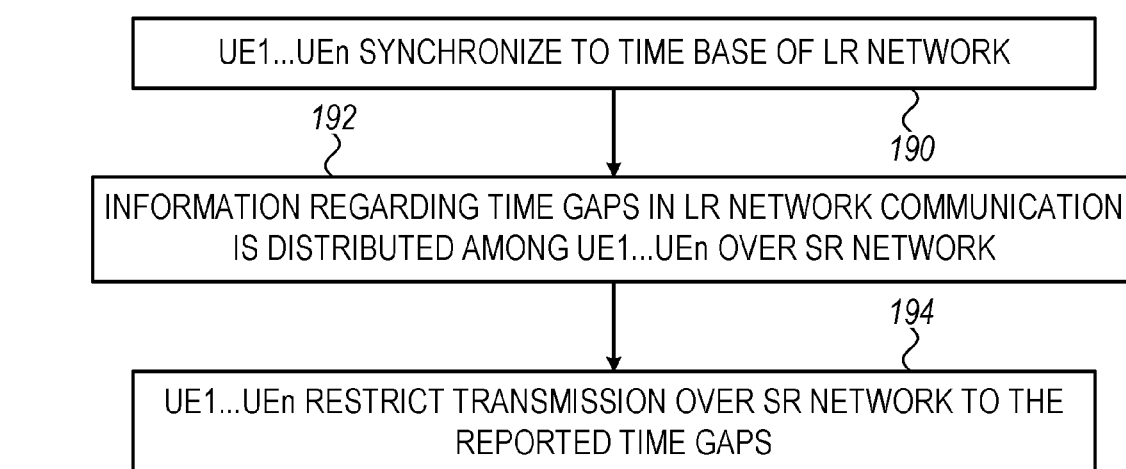 UE1...UEn SYNCHRONIZE TO TIME BASE OF LR NETWORK
190
192
INFORMATION REGARDING TIME GAPS IN LR NETWORK COMMUNICATION
IS DISTRIBUTED AMONG UE1...UEn OVER SR NETWORK
194
UE1...UEn RESTRICT TRANSMISSION OVER SR NETWORK TO THE
REPORTED TIME GAPS